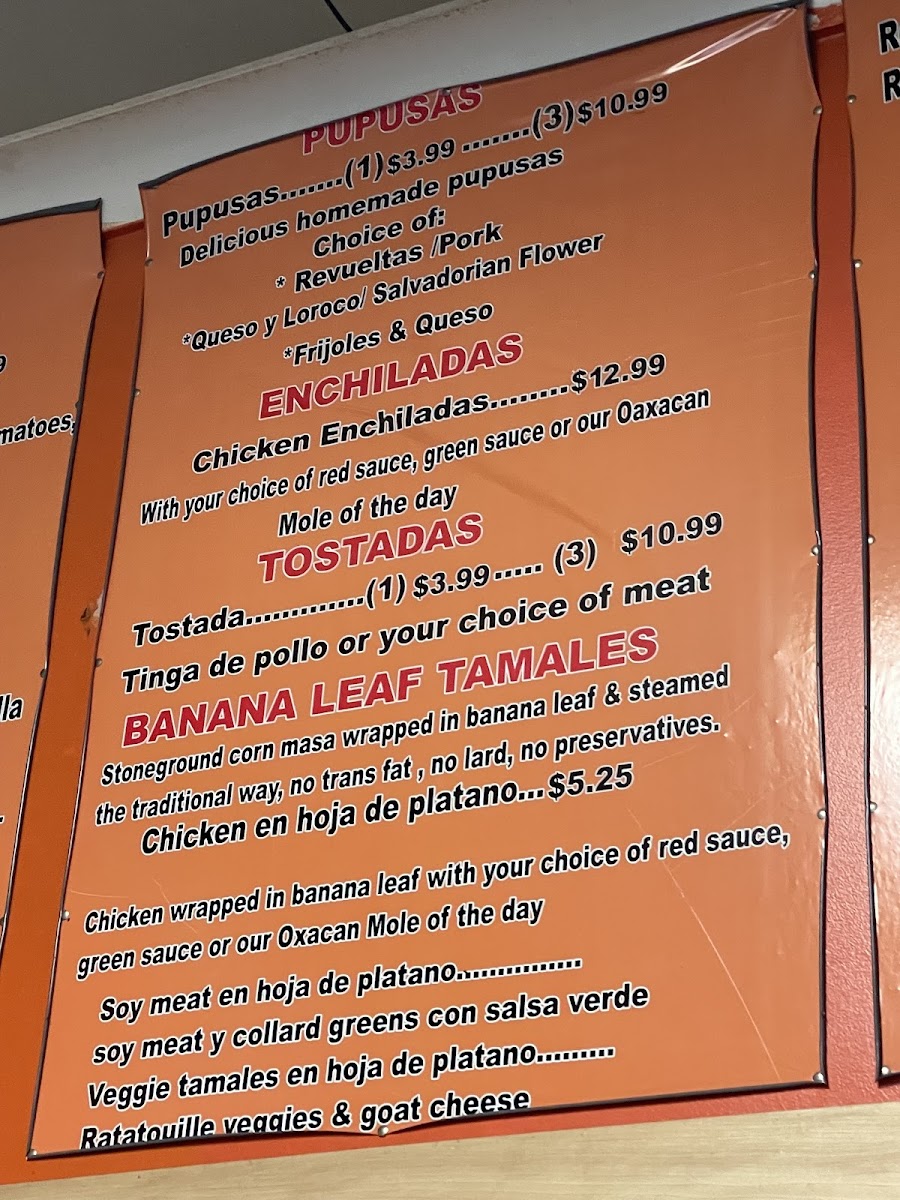 PUPUSAS
Pupusas.......(1)$3.99 .......(3)$10.99
Delicious homemade pupusas
Choice of:
* Revueltas /Pork
*Queso y Loroco/ Salvadorian Flower
*Frijoles & Queso
ENCHILADAS
Chicken Enchiladas........$12.99
With your choice of red sauce, green sauce or our Oaxacan
Mole of the day
TOSTADAS
Tostada.............(1) $3.99..... (3) $10.99
Tinga de pollo or your choice of meat
BANANA LEAF TAMALES
Stoneground corn masa wrapped in banana leaf & steamed
the traditional way, no trans fat , no lard, no preservatives.
Chicken en hoja de platano...$5.25
Chicken wrapped in banana leaf with your choice of red sauce,
green sauce or our Oxacan Mole of the day
Soy meat en hoja de platano...............
soy meat y collard greens con salsa verde
Veggie tamales en hoja de platano.........
Ratatouille veggies & goat cheese